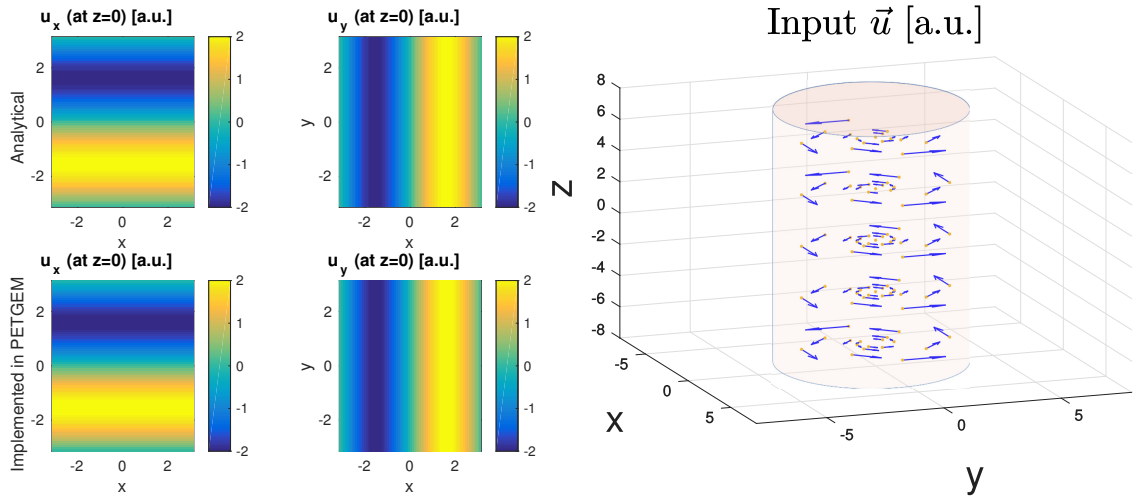 u_x (at z=0) [a.u.]
Analytical
2
0
-2
-2 0 2
x
2
1
0
-1
-2
u_y (at z=0) [a.u.]
y
2
0
-2
-2 0 2
x
2
1
0
-1
-2
u_x (at z=0) [a.u.]
Implemented in PETGEM
2
0
-2
-2 0 2
x
2
1
0
-1
-2
u_y (at z=0) [a.u.]
y
2
0
-2
-2 0 2
x
2
1
0
-1
-2
Input u⃗ [a.u.]
z
8
6
4
2
0
-2
-4
-6
-8
-5
0
5
x
-5
0
5
y